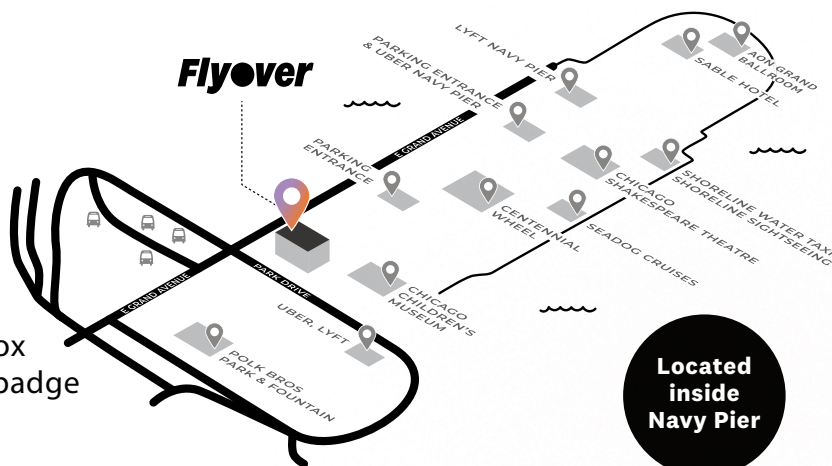 Flyover
LYFT NAVY PIER
PARKING ENTRANCE
& UBER NAVY PIER
AON GRAND
BALLROOM
SABLE HOTEL
E GRAND AVENUE
PARKING
ENTRANCE
SHORELINE WATER TAXI
SHORELINE SIGHTSEEING
CHICAGO
SHAKESPEARE THEATRE
CENTENNIAL
WHEEL
SEADOG CRUISES
PARK DRIVE
E GRAND AVENUE
CHICAGO
CHILDREN'S
MUSEUM
UBER, LYFT
POLK BROS
PARK & FOUNTAIN
ox
badge
Located
inside
Navy Pier